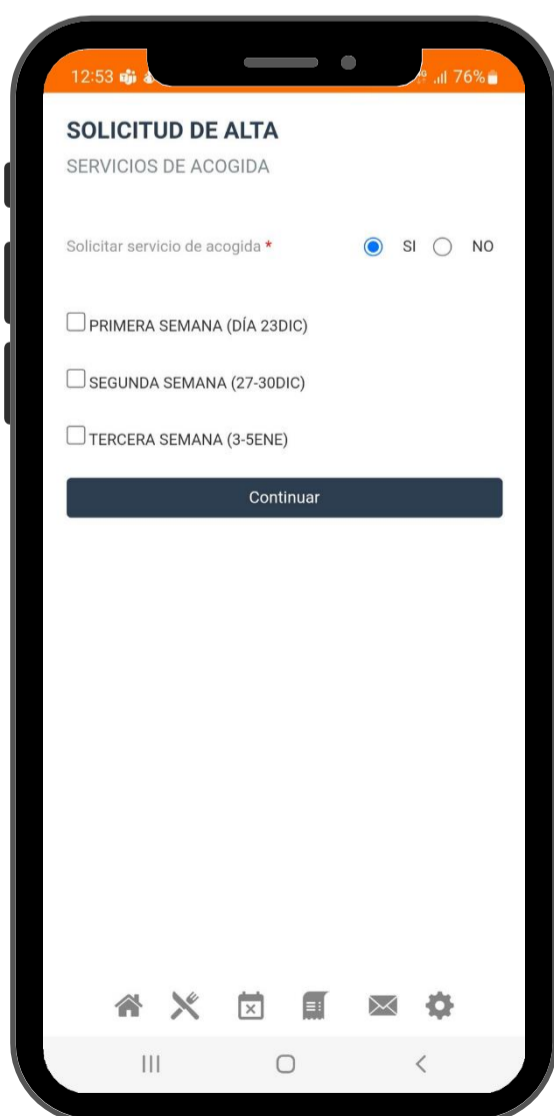 12:53
76%
SOLICITUD DE ALTA
SERVICIOS DE ACOGIDA
Solicitar servicio de acogida * SI NO
PRIMERA SEMANA (DÍA 23DIC)
SEGUNDA SEMANA (27-30DIC)
TERCERA SEMANA (3-5ENE)
Continuar